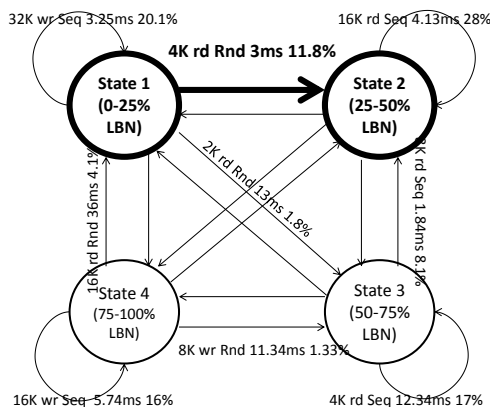 32K wr Seq 3.25ms 20.1%
16K rd Seq 4.13ms 28%
4K rd Rnd 3ms 11.8%
State 1
(0-25%
LBN)
State 2
(25-50%
LBN)
2K rd Rnd 13ms 1.8%
16K rd Rnd 36ms 4.1%
rd Seq 1.84ms 8.1%
State 4
(75-100%
LBN)
State 3
(50-75%
LBN)
8K wr Rnd 11.34ms 1.33%
16K wr Seq 5.74ms 16%
4K rd Seq 12.34ms 17%